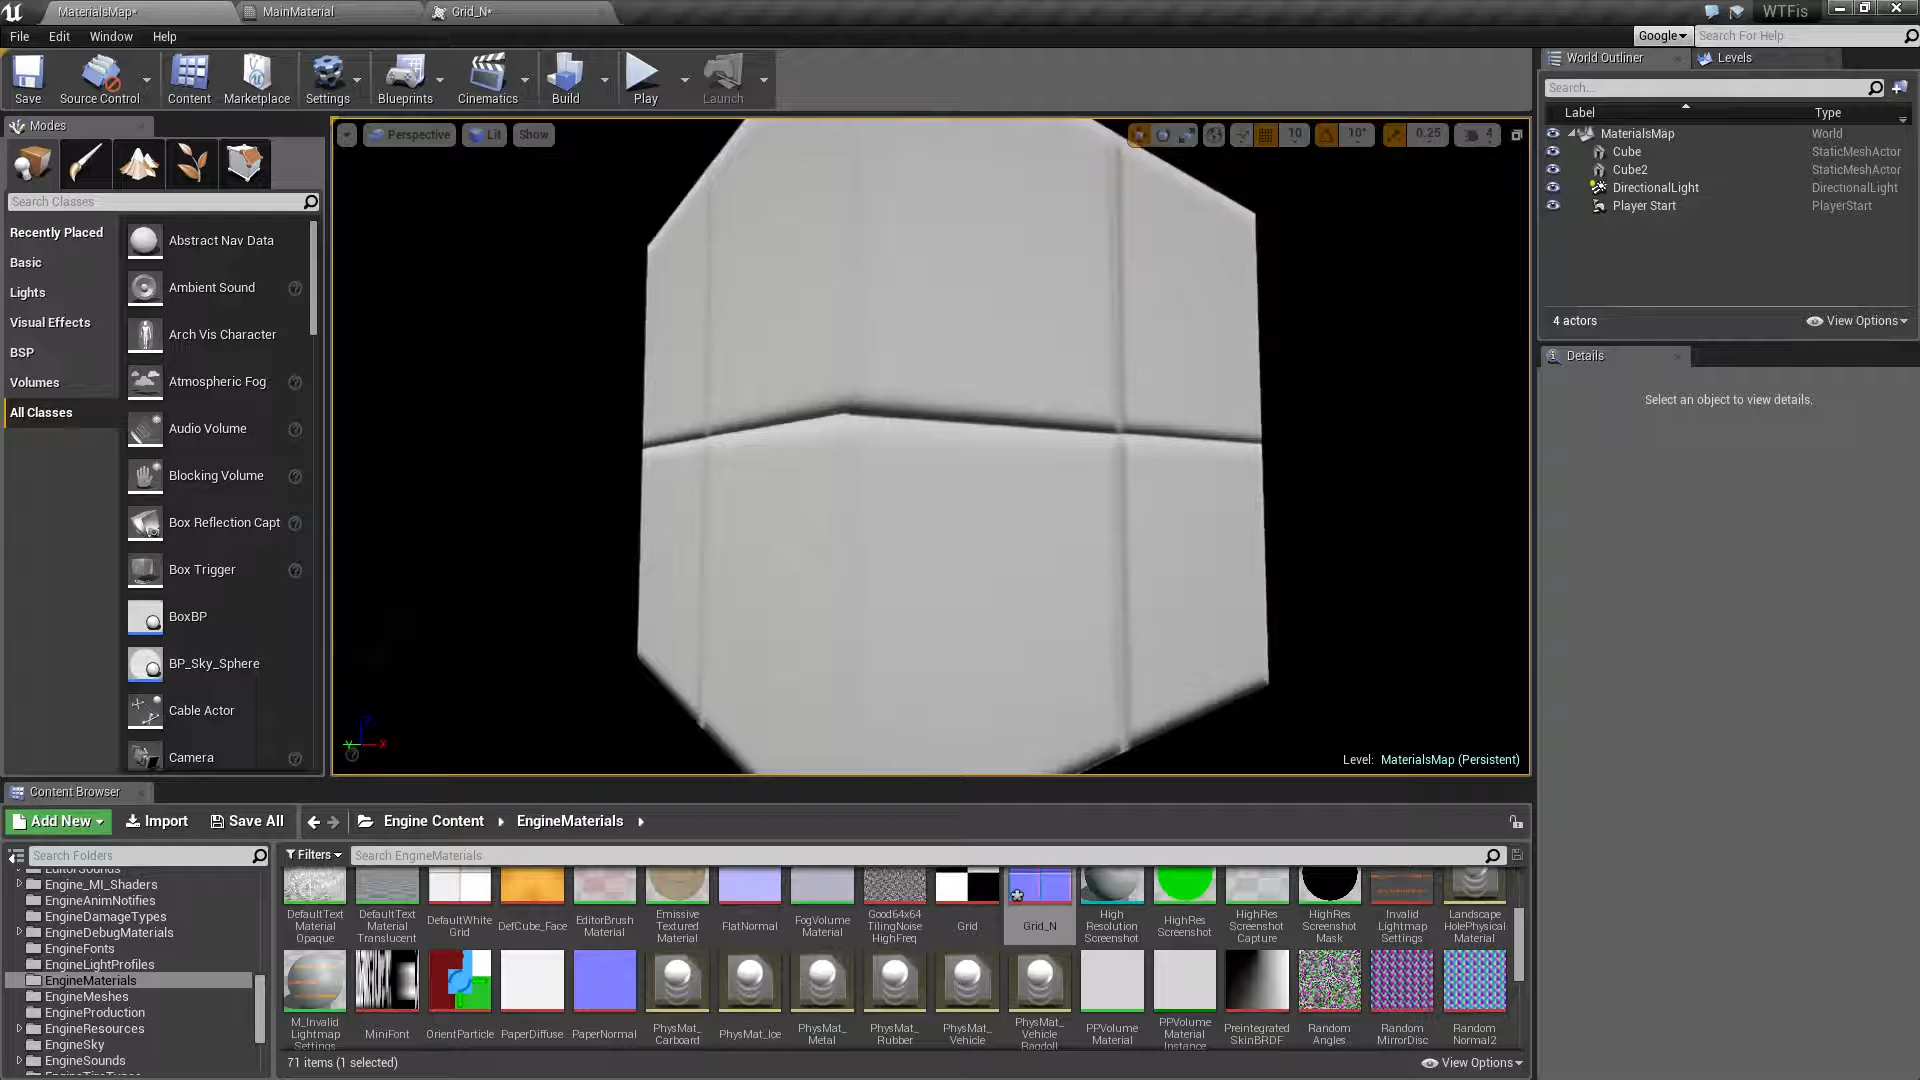 MaterialsMap*
MainMaterial
Grid_N*
WTFis
File
Edit
Window
Help
Google
Search For Help
Save
Source Control
Content
Marketplace
Settings
Blueprints
Cinematics
Build
Play
Launch
Modes
Search Classes
Recently Placed
Basic
Lights
Visual Effects
BSP
Volumes
All Classes
Abstract Nav Data
Ambient Sound
Arch Vis Character
Atmospheric Fog
Audio Volume
Blocking Volume
Box Reflection Capt
Box Trigger
BoxBP
BP_Sky_Sphere
Cable Actor
Camera
Perspective
Lit
Show
10
10°
0.25
4
X
Level: MaterialsMap (Persistent)
World Outliner
Levels
Search...
Label
Type
MaterialsMap
World
Cube
StaticMeshActor
Cube2
StaticMeshActor
DirectionalLight
DirectionalLight
Player Start
PlayerStart
4 actors
View Options
Details
Select an object to view details.
Content Browser
Add New
Import
Save All
Engine Content
EngineMaterials
Search Folders
Filters
Search EngineMaterials
EditorSounds
Engine_MI_Shaders
EngineAnimNotifies
EngineDamageTypes
EngineDebugMaterials
EngineFonts
EngineLightProfiles
EngineMaterials
EngineMeshes
EngineProduction
EngineResources
EngineSky
EngineSounds
DefaultText Material Opaque
DefaultText Material Translucent
DefaultWhite Grid
DefCube_Face
EditorBrush Material
Emissive Textured Material
FlatNormal
FogVolume Material
Good64x64 TilingNoise HighFreq
Grid
Grid_N
High Resolution Screenshot
HighRes Screenshot
HighRes Screenshot Capture
HighRes Screenshot Mask
Invalid Lightmap Settings
Landscape HolePhysical Material
M_Invalid Lightmap Settings
MiniFont
OrientParticle
PaperDiffuse
PaperNormal
PhysMat_ Carboard
PhysMat_Ice
PhysMat_ Metal
PhysMat_ Rubber
PhysMat_ Vehicle
PhysMat_ Vehicle Ragdoll
PPVolume Material
PPVolume Material Instance
Preintegrated SkinBRDF
Random Angles
Random MirrorDisc
Random Normal2
71 items (1 selected)
View Options